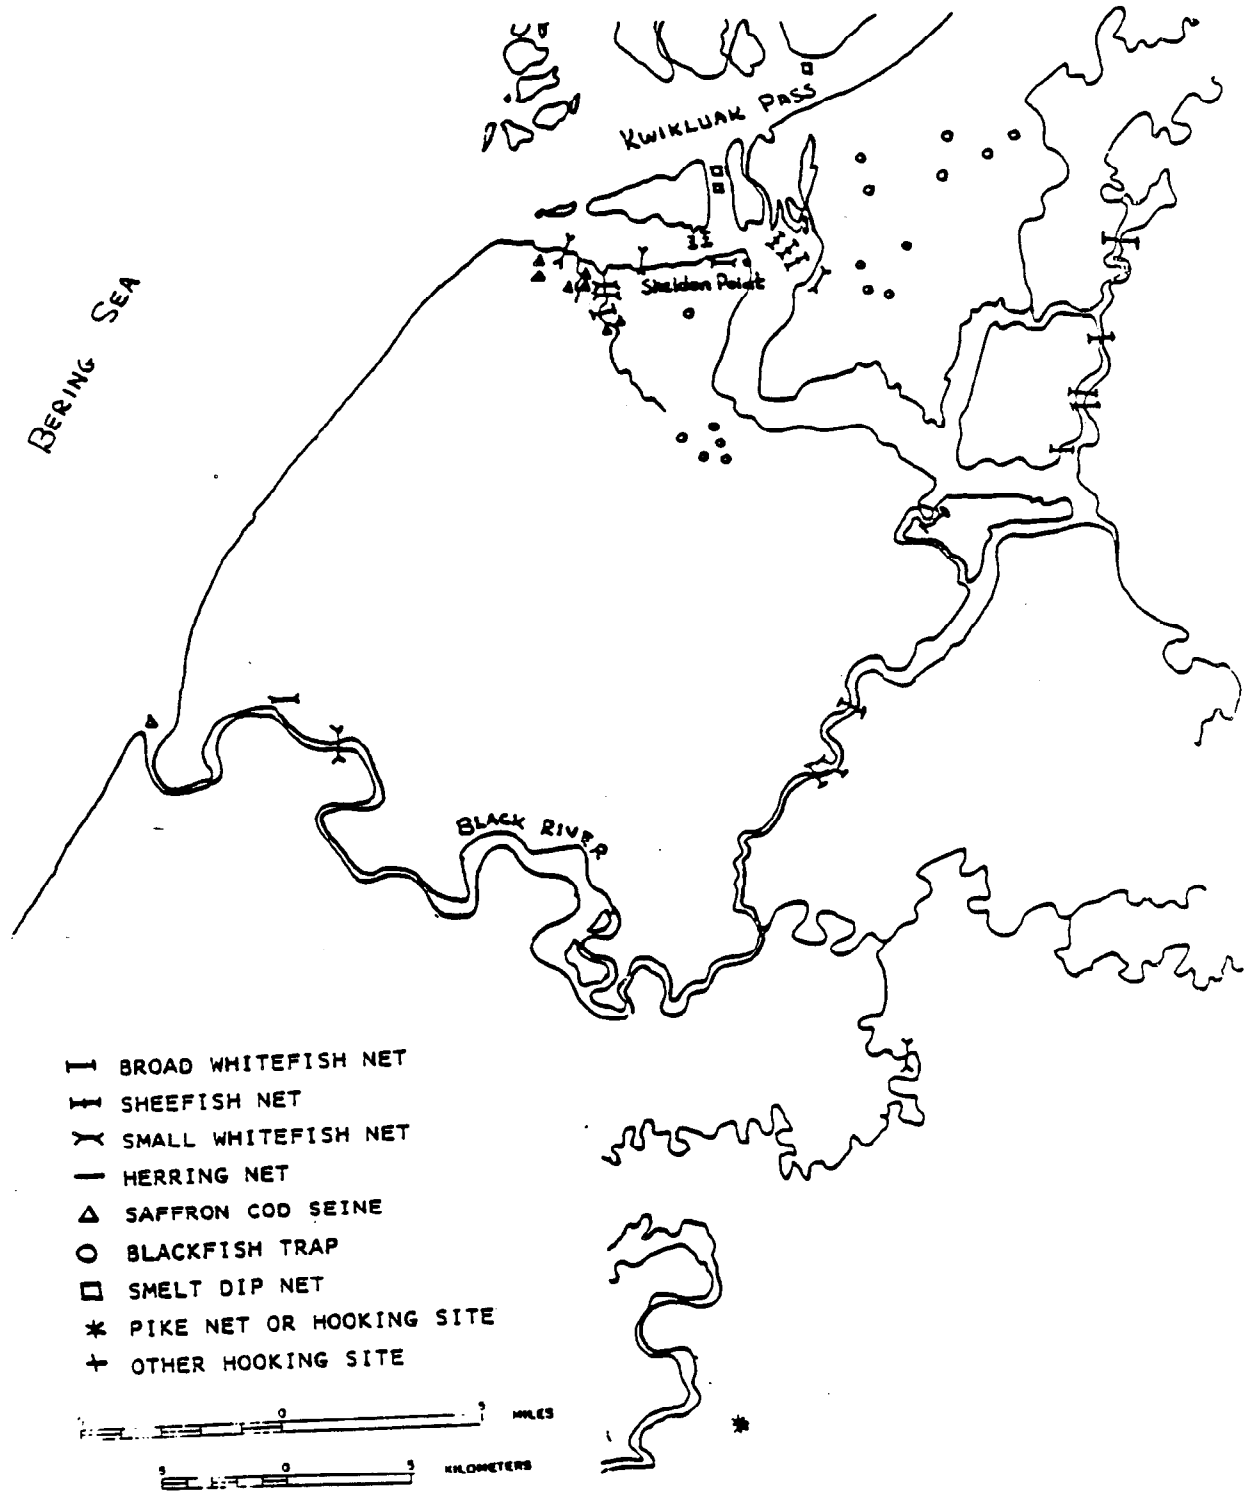 KWIKLUAK PASS
BERING SEA
Sheldon Point
BLACK RIVER
BROAD WHITEFISH NET
SHEEFISH NET
SMALL WHITEFISH NET
HERRING NET
SAFFRON COD SEINE
BLACKFISH TRAP
SMELT DIP NET
PIKE NET OR HOOKING SITE
OTHER HOOKING SITE
0 5 MILES
5 0 5 KILOMETERS